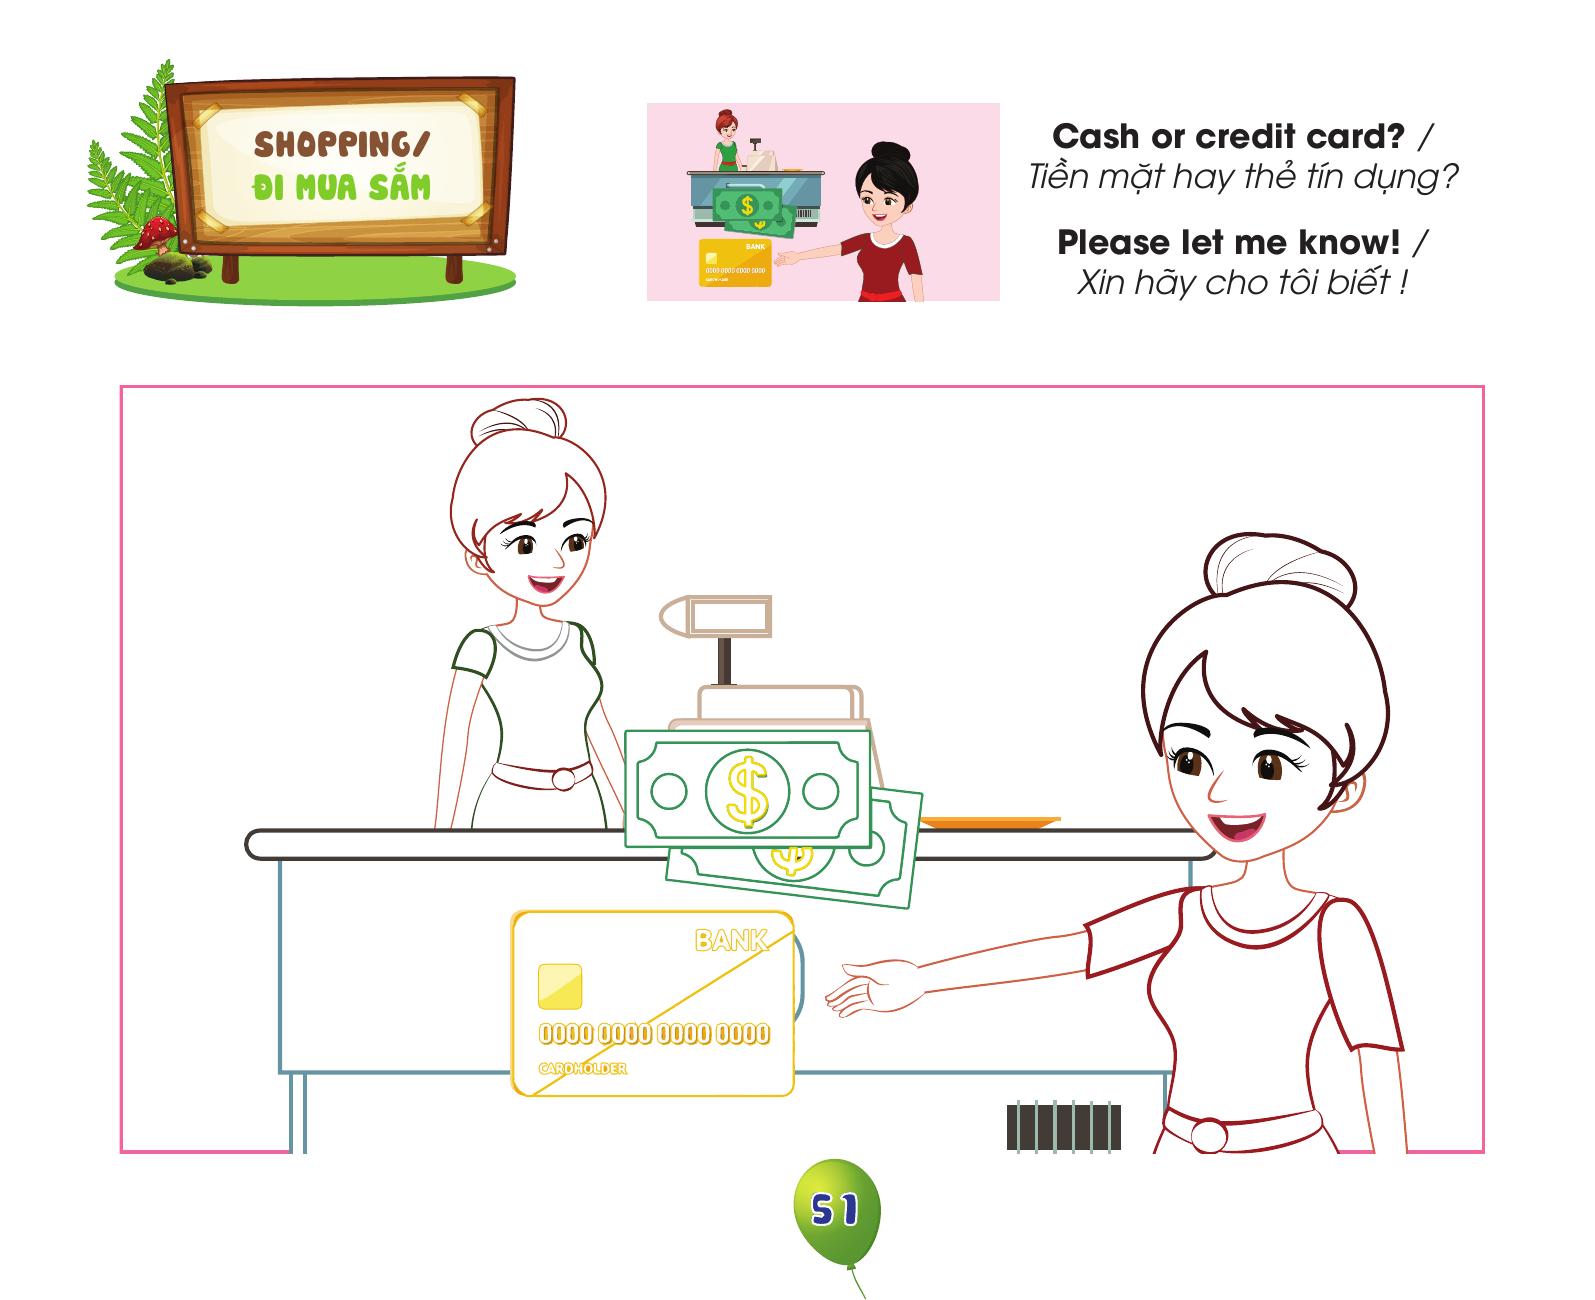 SHOPPING/
ĐI MUA SẮM
BANK
0000 0000 0000 0000
Cash or credit card? /
Tiền mặt hay thẻ tín dụng?
Please let me know! /
Xin hãy cho tôi biết !
$
BANK
0000 0000 0000 0000
CARDHOLDER
51